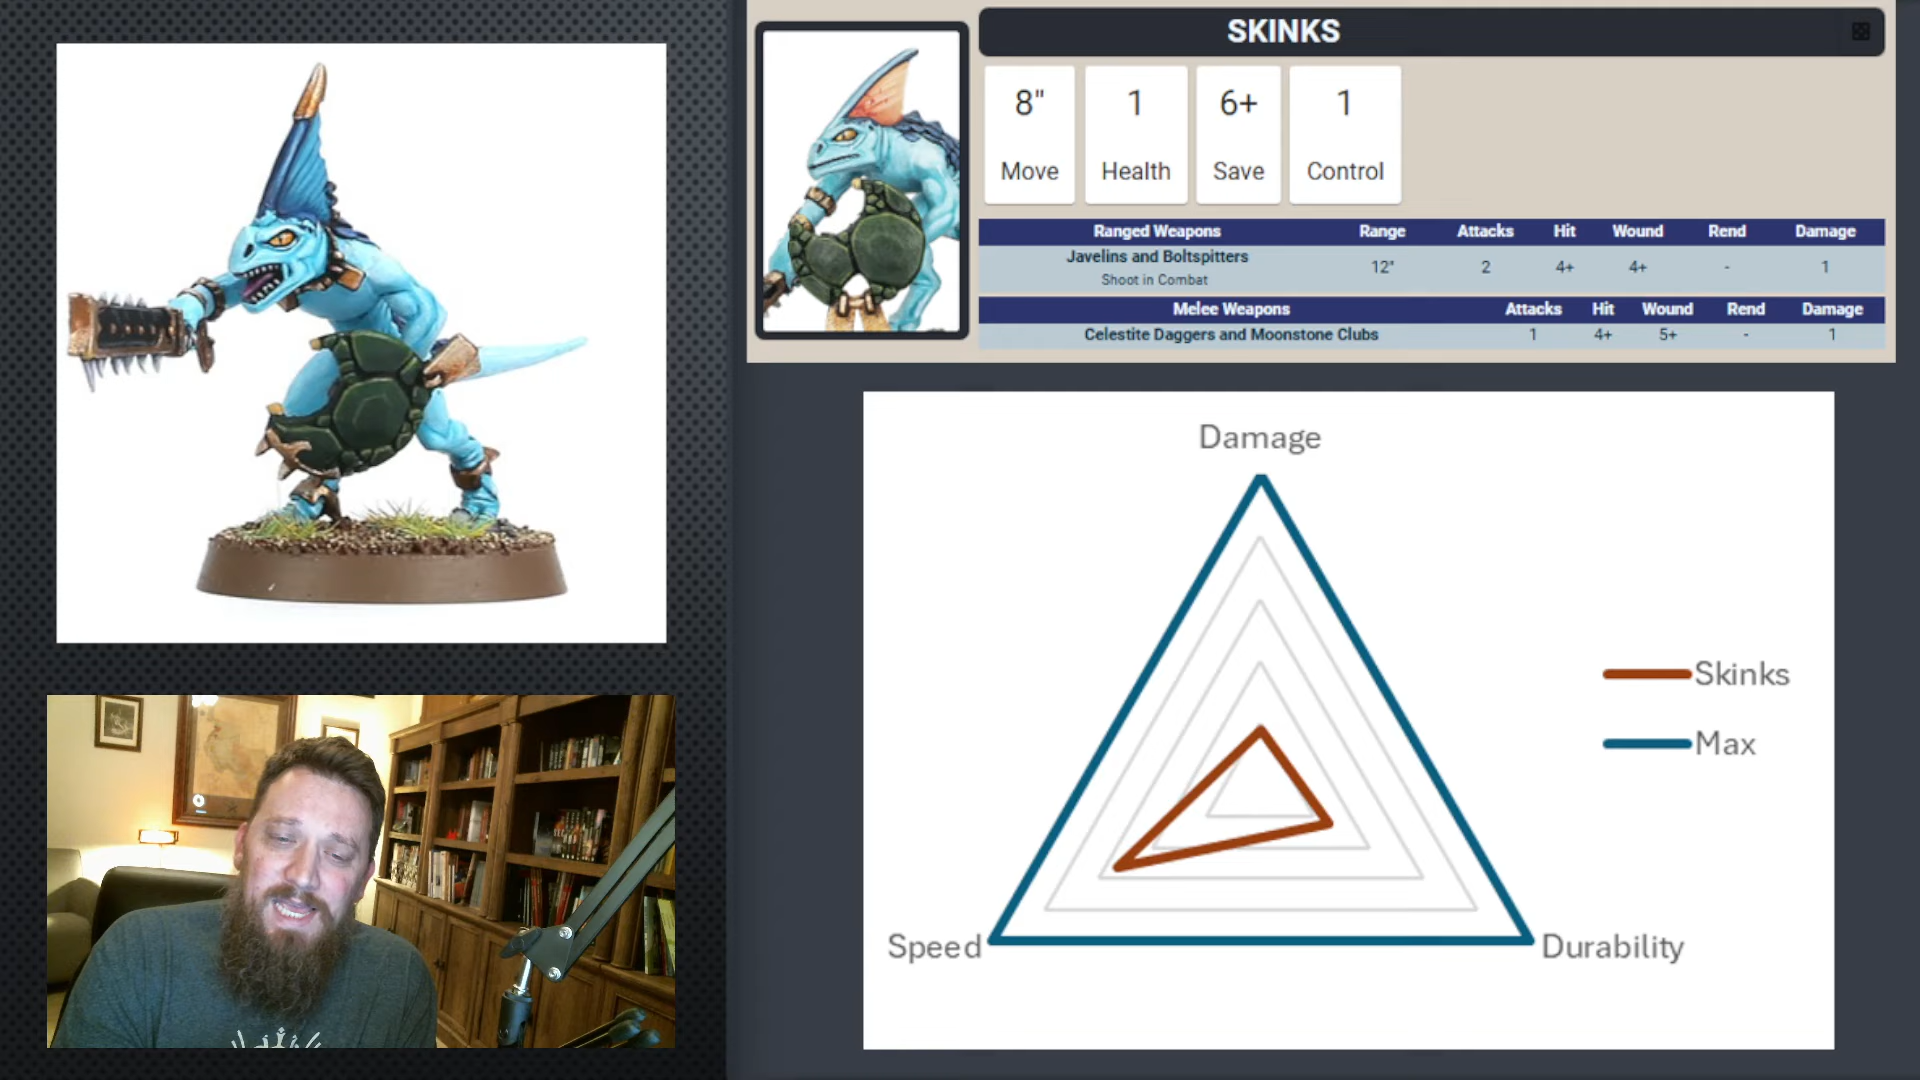 SKINKS
8"
1
6+
1
Move
Health
Save
Control
Ranged Weapons Range Attacks Hit Wound Rend Damage
Javelins and Boltspitters
Shoot in Combat
12" 2 4+ 4+ - 1
Melee Weapons Attacks Hit Wound Rend Damage
Celestite Daggers and Moonstone Clubs 1 4+ 5+ - 1
Damage
Skinks
Max
Speed
Durability